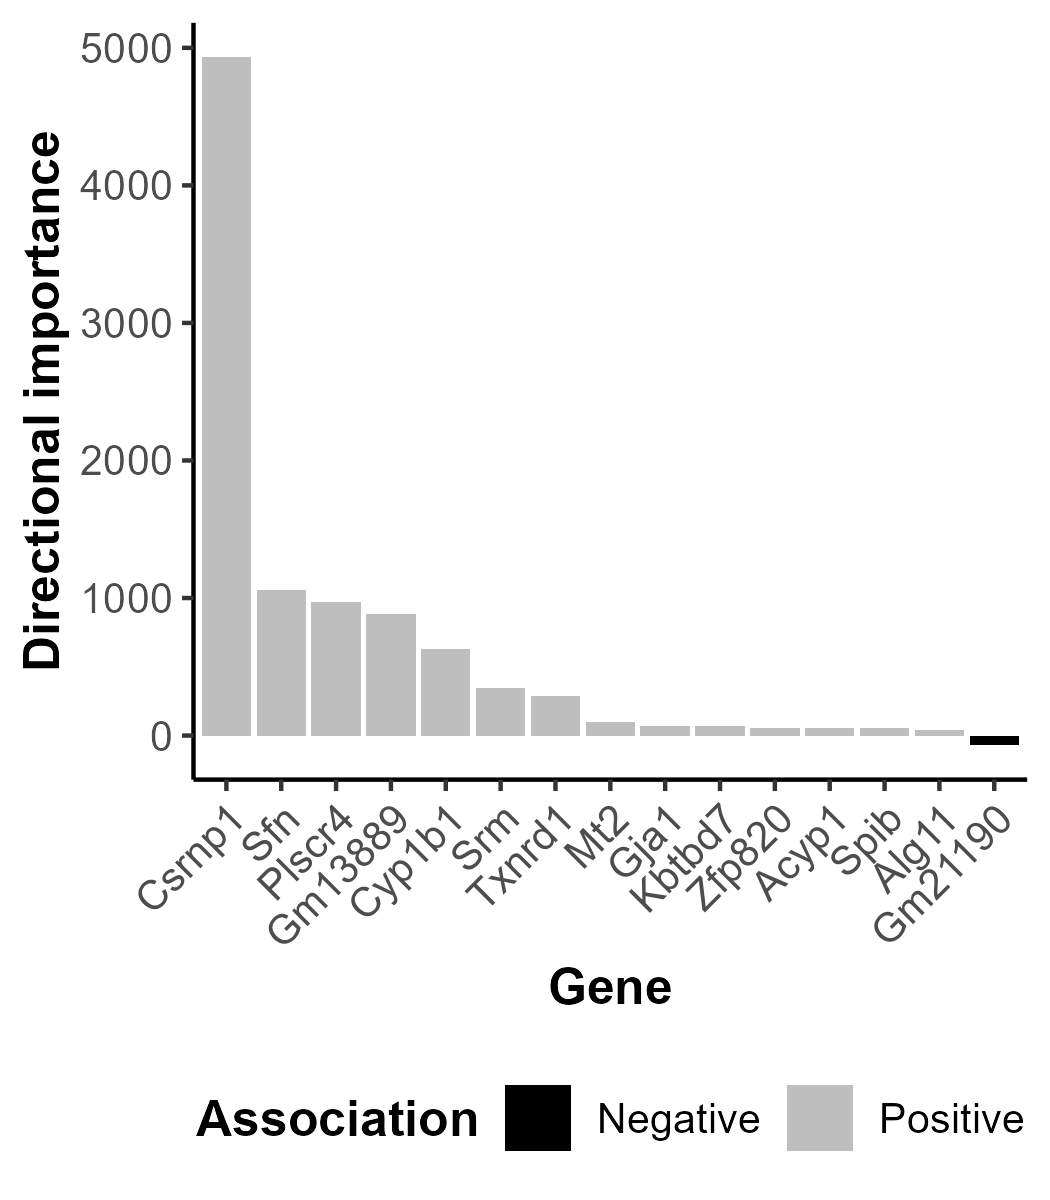 Directional importance
5000
4000
3000
2000
1000
0
Csrnp1
Sfn
Plscr4
Gm13889
Cyp1b1
Srm
Txnrd1
Mt2
Gja1
Kbtbd7
Zfp820
Acyp1
Spib
Alg11
Gm21190
Gene
Association Negative Positive